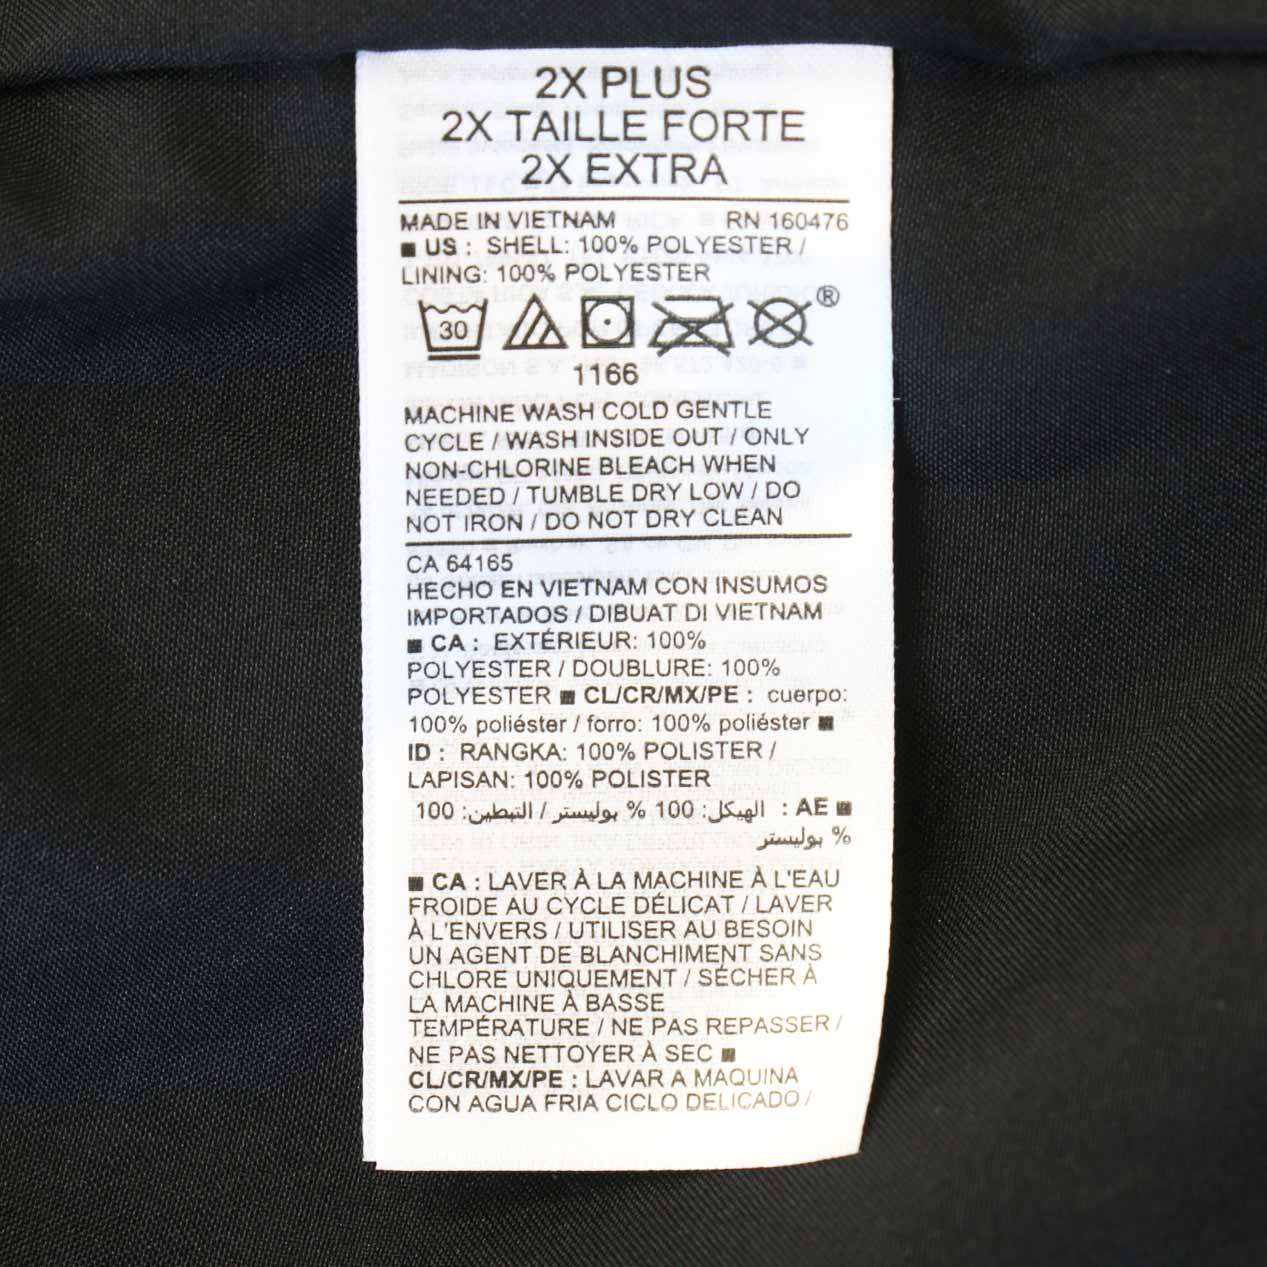 2X PLUS
2X TAILLE FORTE
2X EXTRA
MADE IN VIETNAM RN 160476
■ US : SHELL: 100% POLYESTER /
LINING: 100% POLYESTER
30 ®
1166
MACHINE WASH COLD GENTLE
CYCLE / WASH INSIDE OUT / ONLY
NON-CHLORINE BLEACH WHEN
NEEDED / TUMBLE DRY LOW / DO
NOT IRON / DO NOT DRY CLEAN
CA 64165
HECHO EN VIETNAM CON INSUMOS
IMPORTADOS / DIBUAT DI VIETNAM
■ CA : EXTÉRIEUR: 100%
POLYESTER / DOUBLURE: 100%
POLYESTER ■ CL/CR/MX/PE : cuerpo:
100% poliéster / forro: 100% poliéster ■
ID : RANGKA: 100% POLISTER /
LAPISAN: 100% POLISTER
■ AE : الهيكل: 100 % بوليستر / التبطين: 100
% بوليستر
■ CA : LAVER À LA MACHINE À L'EAU
FROIDE AU CYCLE DÉLICAT / LAVER
À L'ENVERS / UTILISER AU BESOIN
UN AGENT DE BLANCHIMENT SANS
CHLORE UNIQUEMENT / SÉCHER À
LA MACHINE À BASSE
TEMPÉRATURE / NE PAS REPASSER /
NE PAS NETTOYER À SEC ■
CL/CR/MX/PE : LAVAR A MAQUINA
CON AGUA FRIA CICLO DELICADO /